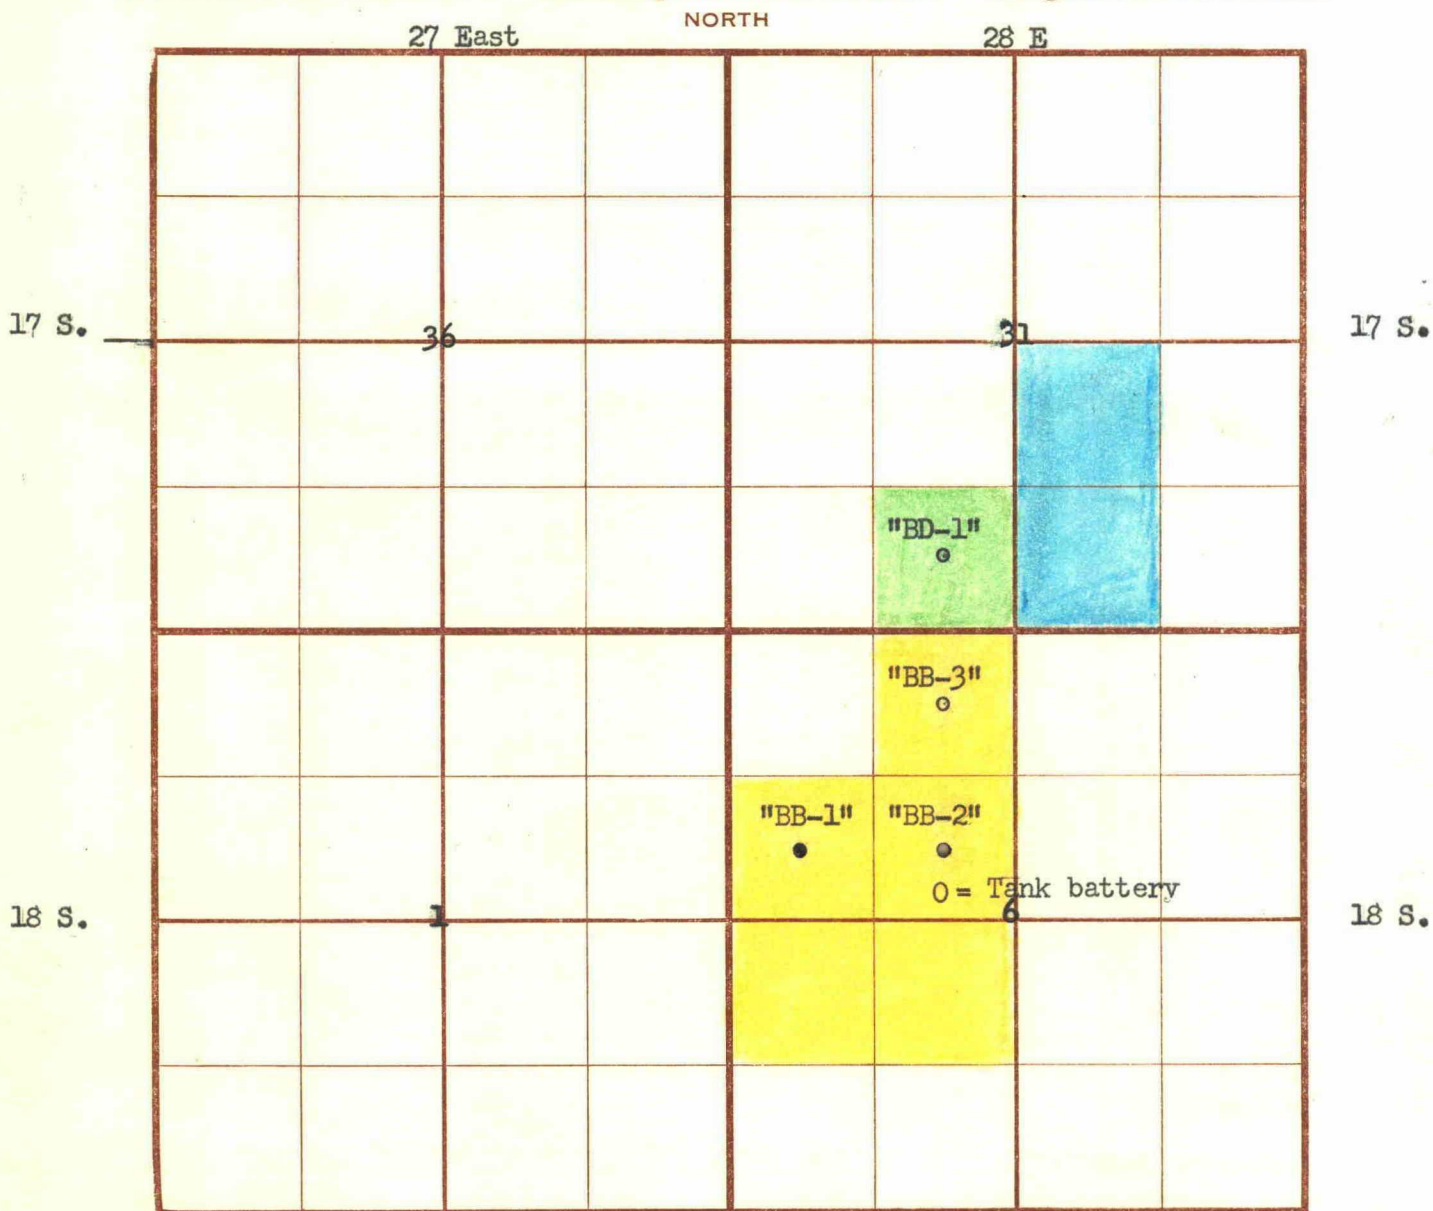 NORTH
27 East 28 E
17 S. 36 31 17 S.
"BD-1"
"BB-3"
"BB-1" "BB-2"
O = Tank battery
18 S. 1 6 18 S.